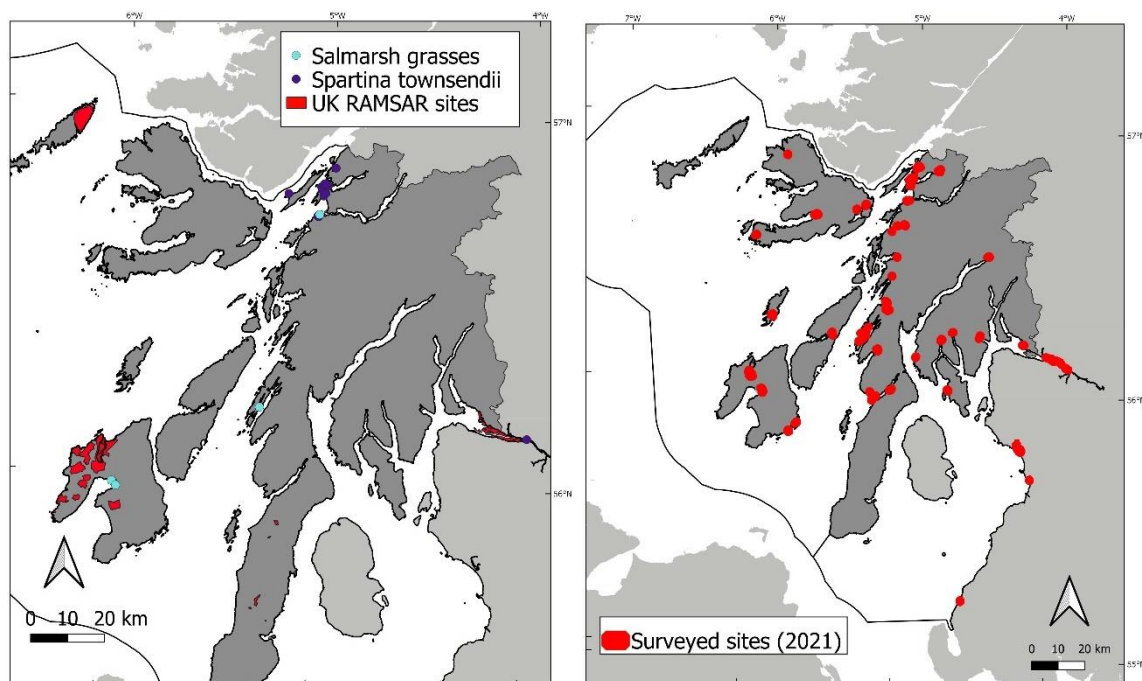 6°W 5°W 4°W
Salmarsh grasses
Spartina townsendii
UK RAMSAR sites
57°N
56°N
0 10 20 km
7°W 6°W 5°W 4°W
57°N
56°N
55°N
Surveyed sites (2021)
0 10 20 km